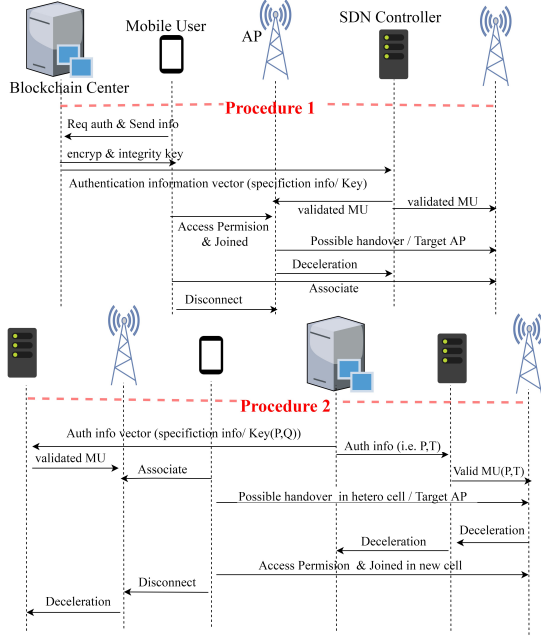 Mobile User
AP
SDN Controller
Blockchain Center
Procedure 1
Req auth & Send info
encryp & integrity key
Authentication information vector (specifiction info/ Key)
validated MU
validated MU
Access Permision
& Joined
Possible handover / Target AP
Deceleration
Associate
Disconnect
Procedure 2
Auth info vector (specifiction info/ Key(P,Q))
Auth info (i.e. P,T)
validated MU
Associate
Valid MU(P,T)
Possible handover in hetero cell / Target AP
Deceleration
Deceleration
Access Permision & Joined in new cell
Disconnect
Deceleration